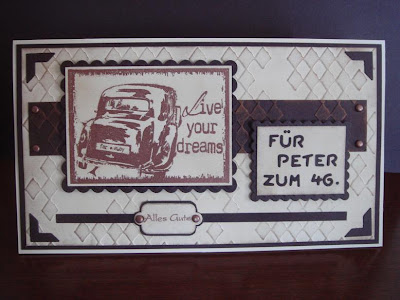 Live
your
dreams
FÜR
PETER
ZUM 46.
Alles Gute